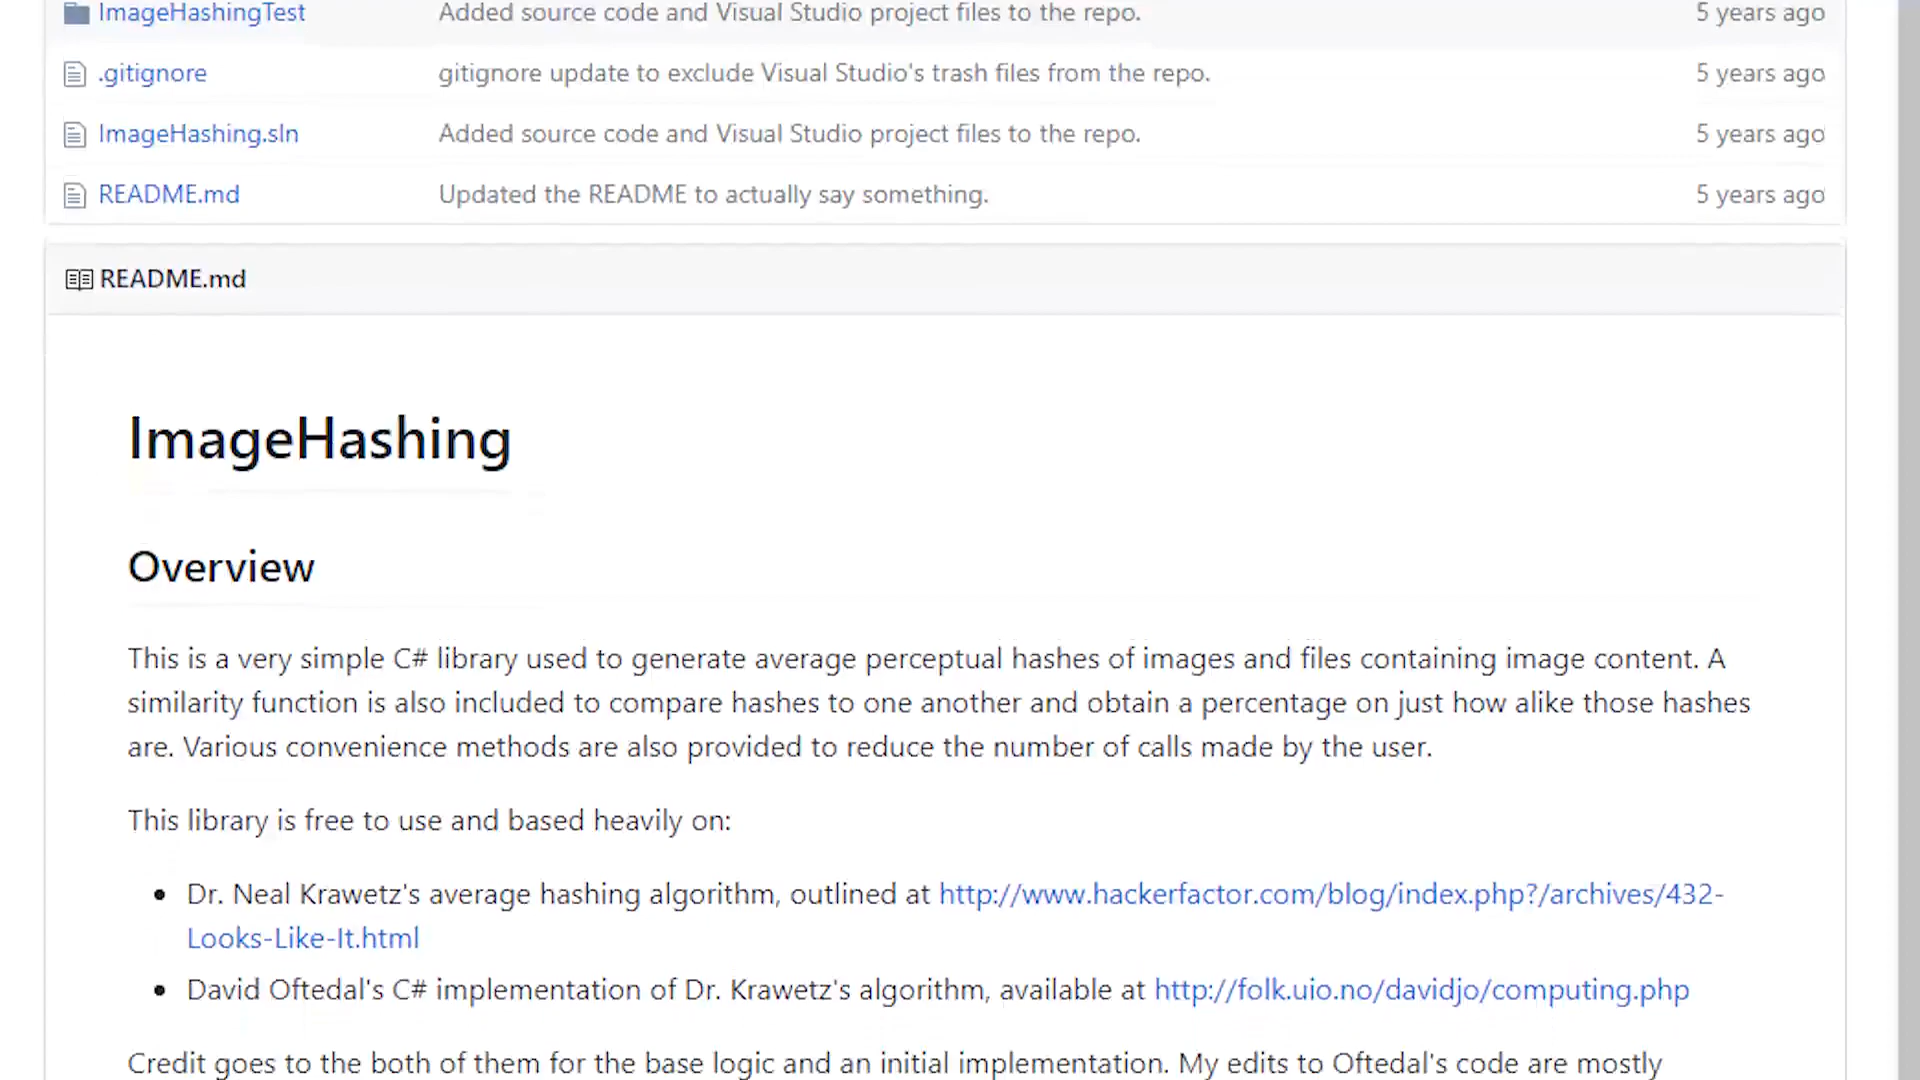 ImageHashingTest Added source code and Visual Studio project files to the repo. 5 years ago
.gitignore gitignore update to exclude Visual Studio's trash files from the repo. 5 years ago
ImageHashing.sln Added source code and Visual Studio project files to the repo. 5 years ago
README.md Updated the README to actually say something. 5 years ago
README.md
ImageHashing
Overview
This is a very simple C# library used to generate average perceptual hashes of images and files containing image content. A
similarity function is also included to compare hashes to one another and obtain a percentage on just how alike those hashes
are. Various convenience methods are also provided to reduce the number of calls made by the user.
This library is free to use and based heavily on:
• Dr. Neal Krawetz's average hashing algorithm, outlined at http://www.hackerfactor.com/blog/index.php?/archives/432-
Looks-Like-It.html
• David Oftedal's C# implementation of Dr. Krawetz's algorithm, available at http://folk.uio.no/davidjo/computing.php
Credit goes to the both of them for the base logic and an initial implementation. My edits to Oftedal's code are mostly